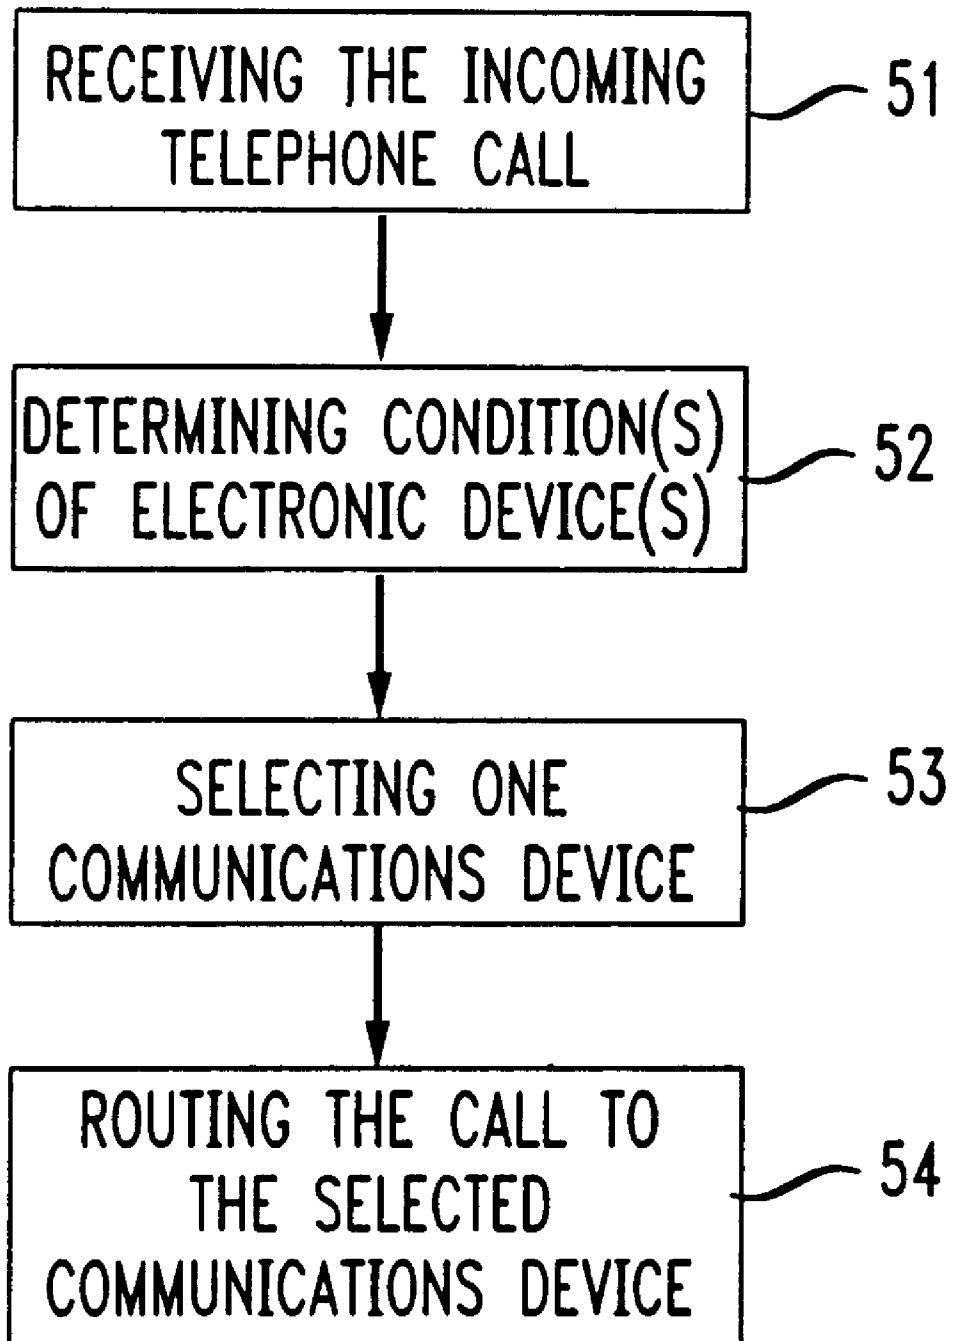 RECEIVING THE INCOMING
TELEPHONE CALL
51
DETERMINING CONDITION(S)
OF ELECTRONIC DEVICE(S)
52
SELECTING ONE
COMMUNICATIONS DEVICE
53
ROUTING THE CALL TO
THE SELECTED
COMMUNICATIONS DEVICE
54